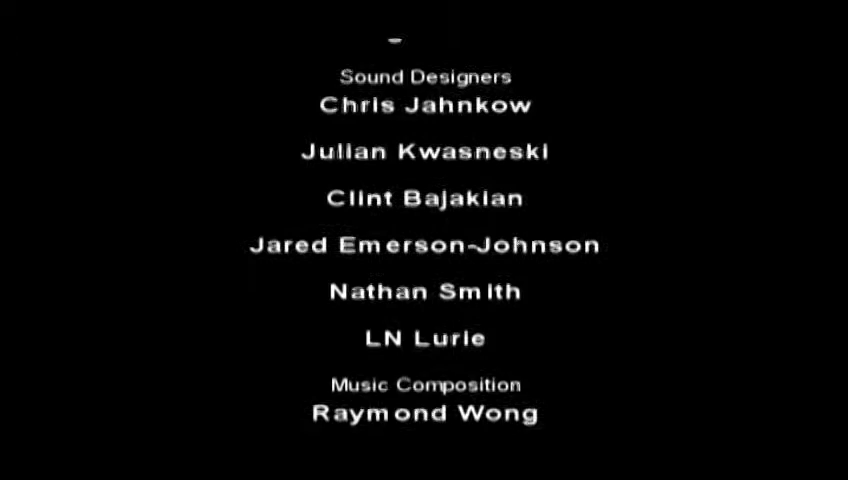 Sound Designers
Chris Jahnkow
Julian Kwasneski
Clint Bajakian
Jared Emerson-Johnson
Nathan Smith
LN Lurie
Music Composition
Raymond Wong